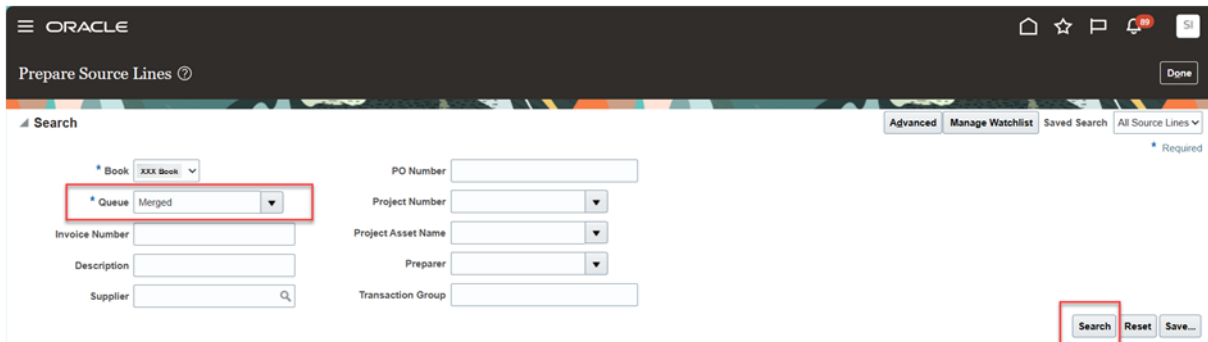 ORACLE
89
SI
Prepare Source Lines
Done
Search
Advanced Manage Watchlist Saved Search All Source Lines
* Required
* Book XXX Book
PO Number
* Queue Merged
Project Number
Invoice Number
Project Asset Name
Description
Preparer
Supplier
Transaction Group
Search Reset Save...